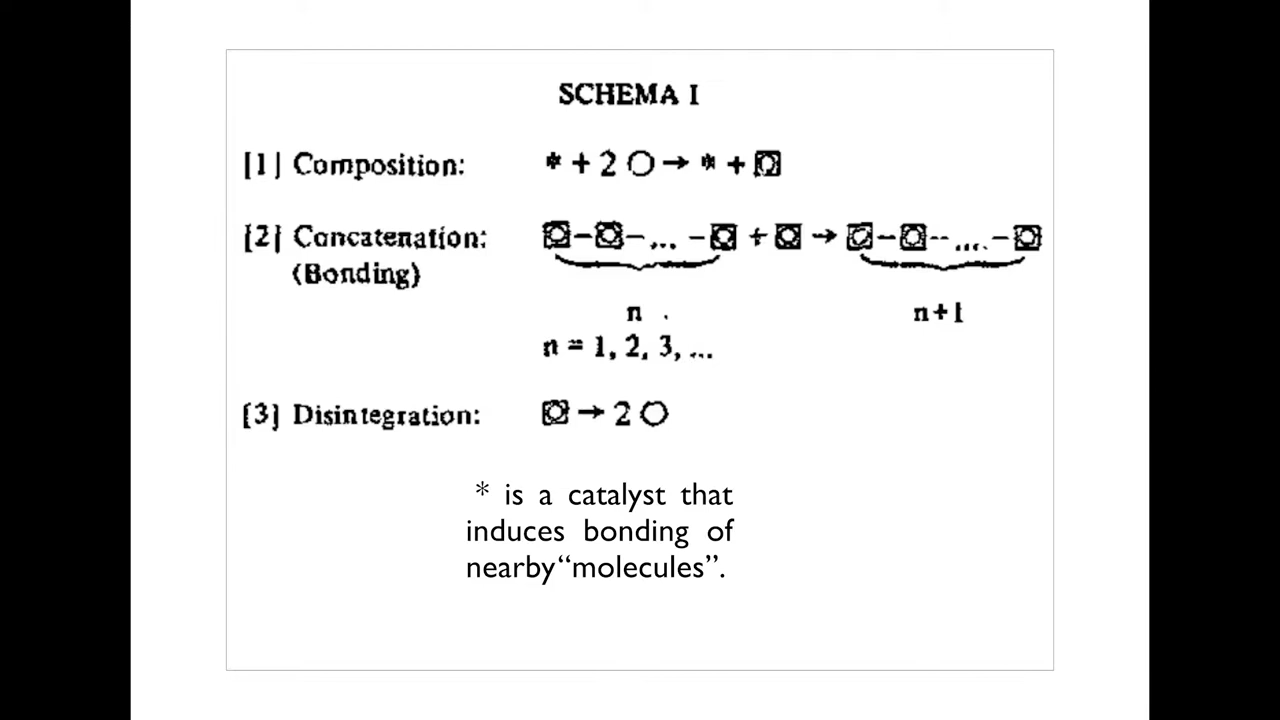 SCHEMA I
[1] Composition: * + 2 ○ → * + ⌼
[2] Concatenation: ⌼–⌼–...–⌼ + ⌼ → ⌼–⌼–....–⌼
(Bonding)
n n+1
n = 1, 2, 3, ...
[3] Disintegration: ⌼ → 2 ○
* is a catalyst that
induces bonding of
nearby“molecules”.